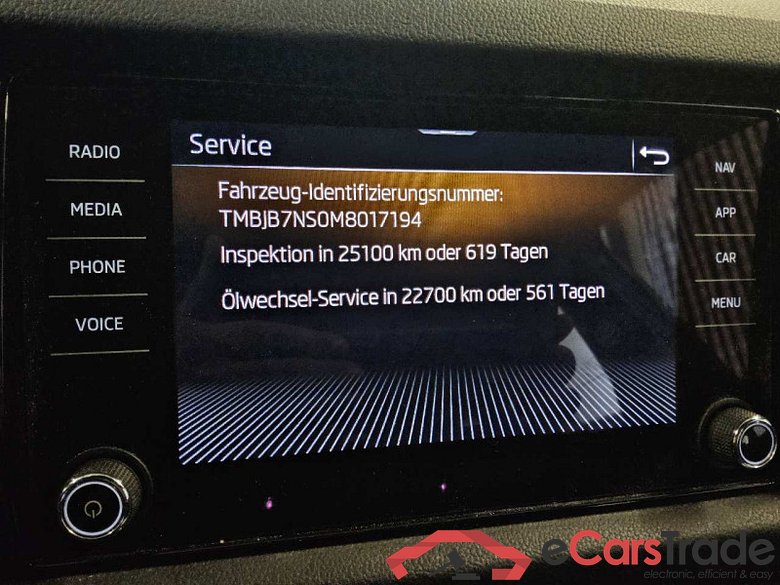 RADIO
MEDIA
PHONE
VOICE
Service
Fahrzeug-Identifizierungsnummer:
TMBJB7NS0M8017194
Inspektion in 25100 km oder 619 Tagen
Ölwechsel-Service in 22700 km oder 561 Tagen
NAV
APP
CAR
MENU
eCarsTrade
electronic, efficient & easy